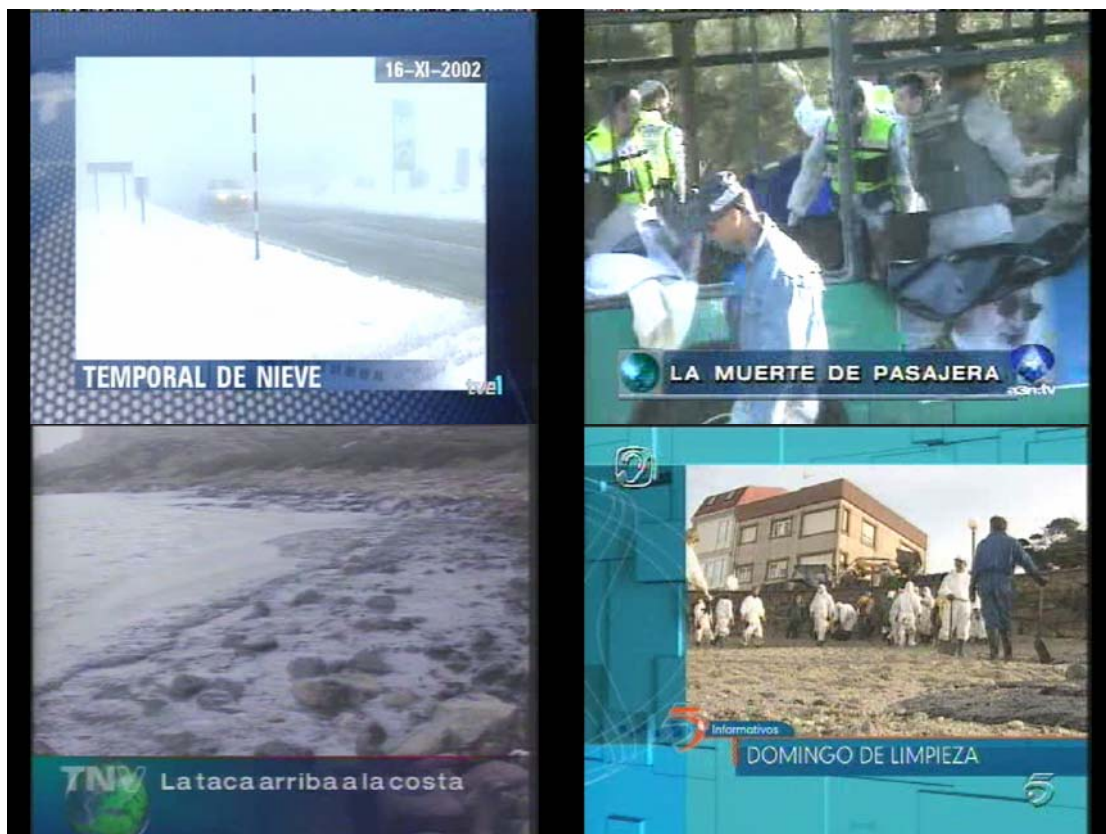 16-XI-2002
TEMPORAL DE NIEVE
tve1
LA MUERTE DE PASAJERA
a3n.tv
TNV
La taca arriba a la costa
5 Informativos
DOMINGO DE LIMPIEZA
5